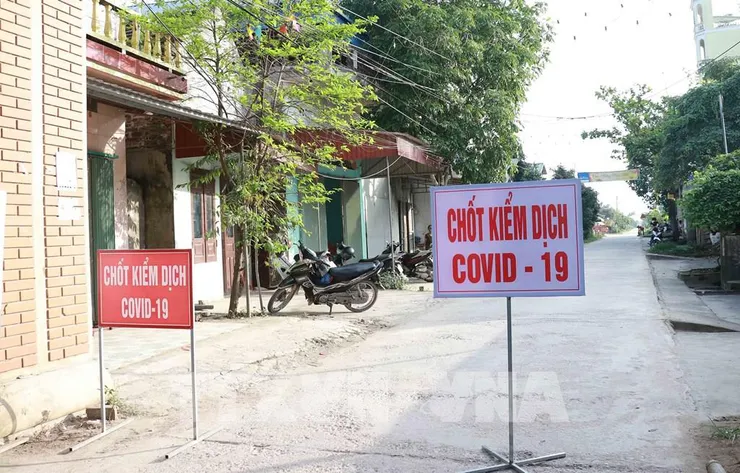 CHỐT KIỂM DỊCH
COVID-19
CHỐT KIỂM DỊCH
COVID - 19